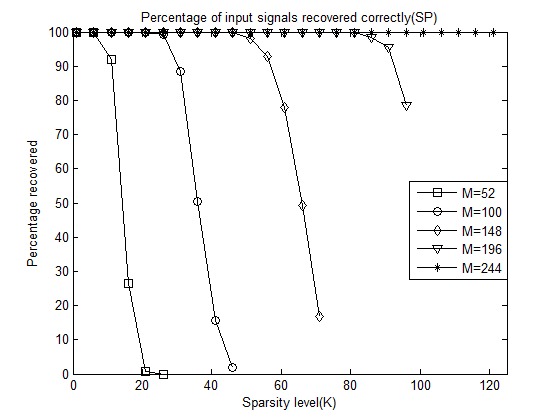 Percentage of input signals recovered correctly(SP)
100
90
80
70
60
50
40
30
20
10
0
Percentage recovered
M=52
M=100
M=148
M=196
M=244
0 20 40 60 80 100 120
Sparsity level(K)